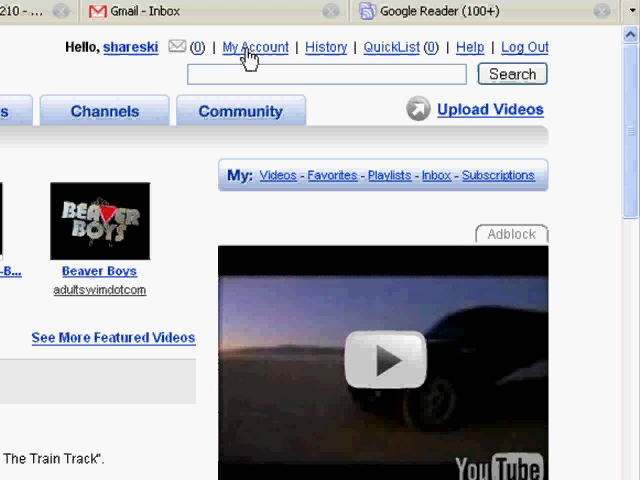 210 - ... Gmail - Inbox Google Reader (100+)
Hello, shareski (0) | My Account | History | QuickList (0) | Help | Log Out
Search
s Channels Community Upload Videos
My: Videos - Favorites - Playlists - Inbox - Subscriptions
BEAVER BOYS
Adblock
-B... Beaver Boys
adultswimdotcom
See More Featured Videos
The Train Track".
YouTube